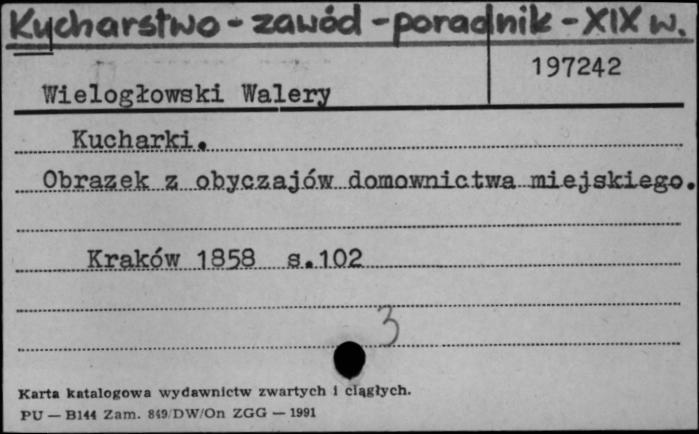 Kucharstwo - zawód - poradnik - XIX w.
197242
Wielogłowski Walery
Kucharki.
Obrazek z obyczajów domownictwa miejskiego.
Kraków 1858 s.102
3
Karta katalogowa wydawnictw zwartych i ciągłych.
PU — B144 Zam. 849/DW/On ZGG — 1991